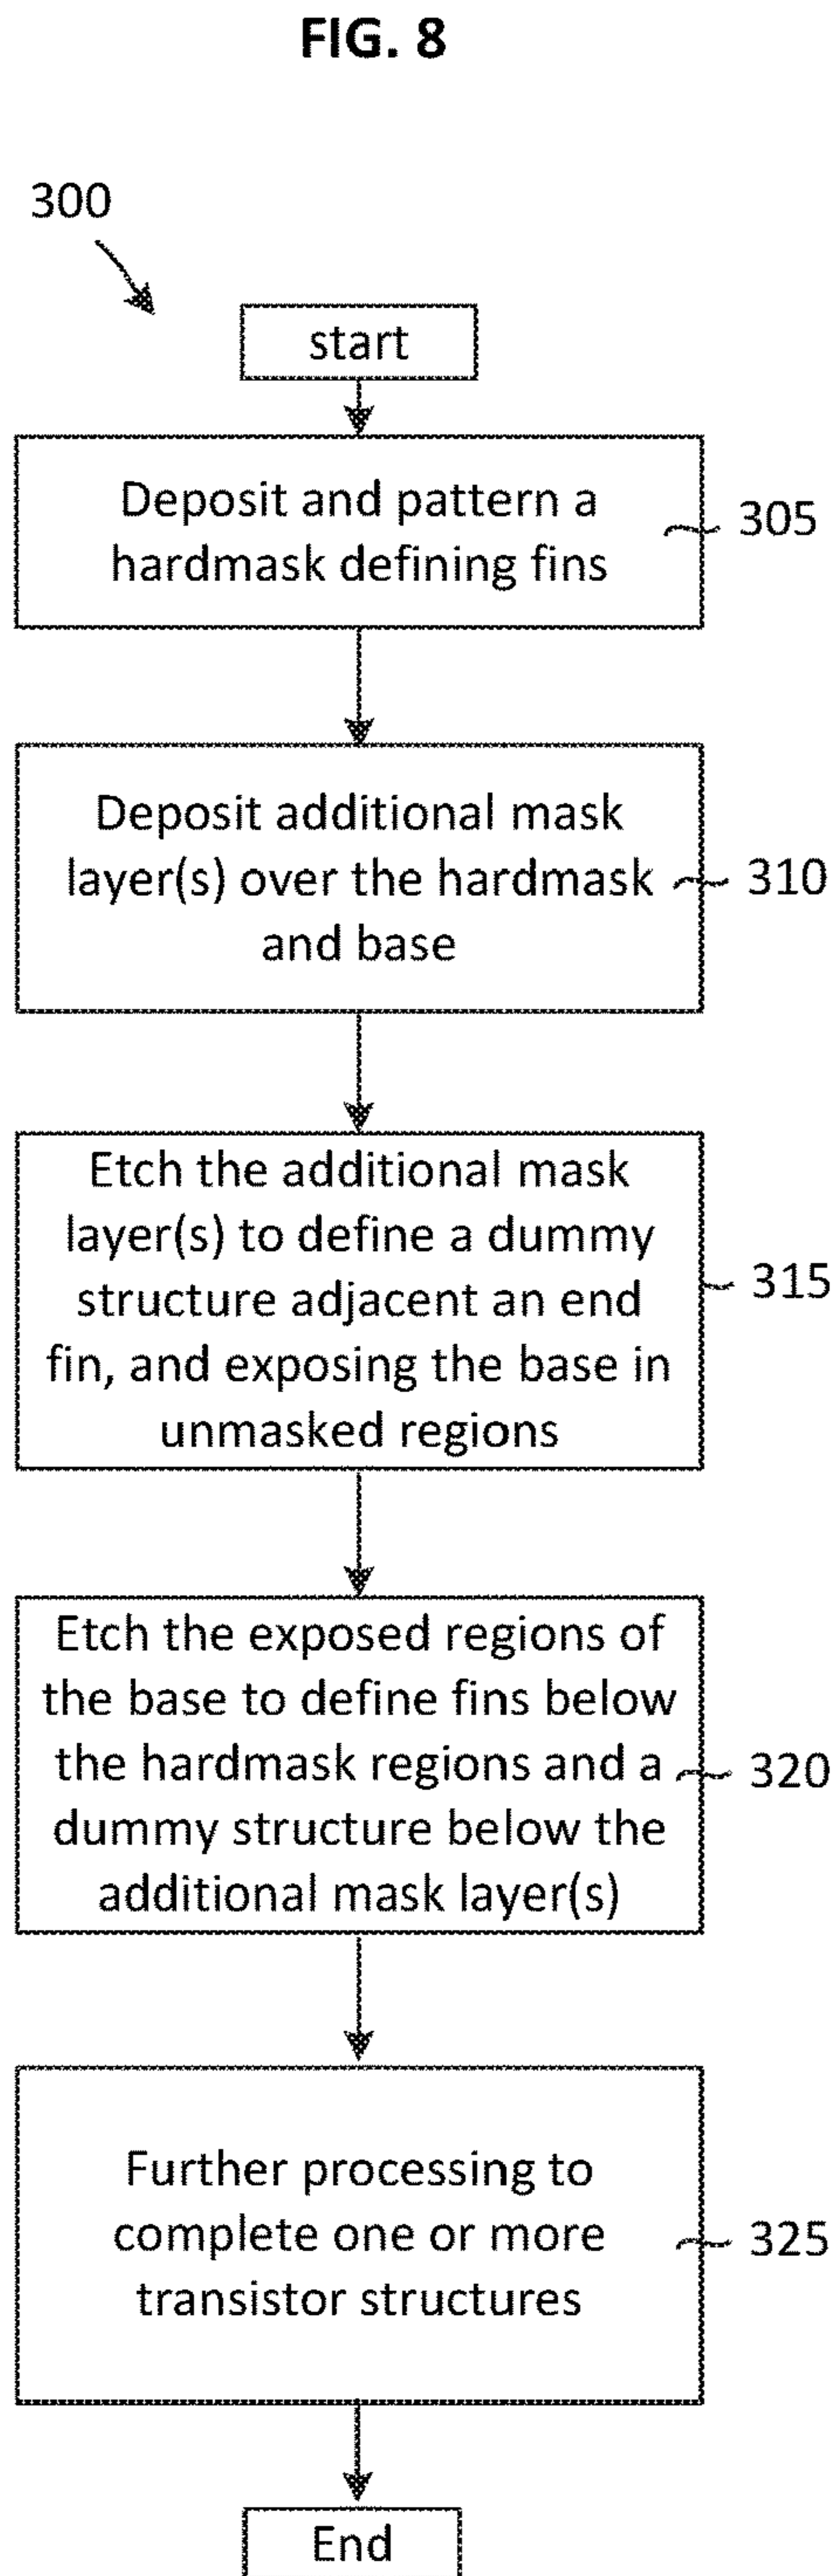 FIG. 8
300
start
Deposit and pattern a
hardmask defining fins
305
Deposit additional mask
layer(s) over the hardmask
and base
310
Etch the additional mask
layer(s) to define a dummy
structure adjacent an end
fin, and exposing the base in
unmasked regions
315
Etch the exposed regions of
the base to define fins below
the hardmask regions and a
dummy structure below the
additional mask layer(s)
320
Further processing to
complete one or more
transistor structures
325
End